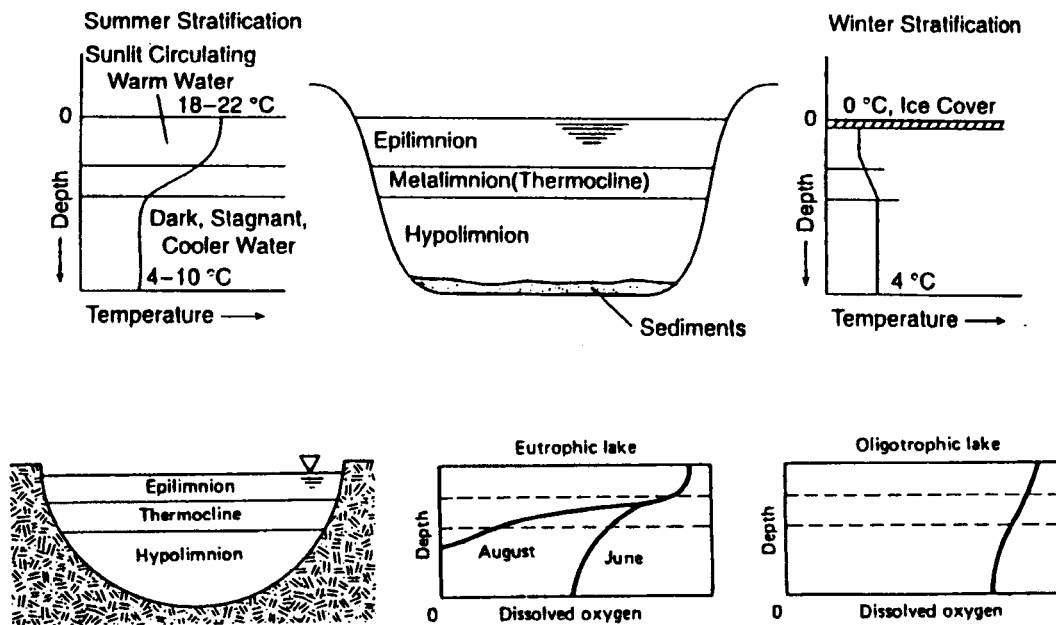 Summer Stratification
Sunlit Circulating
Warm Water
18–22 °C
0
Depth
Dark, Stagnant,
Cooler Water
4–10 °C
Temperature
Epilimnion
Metalimnion(Thermocline)
Hypolimnion
Sediments
Winter Stratification
0 °C, Ice Cover
0
Depth
4 °C
Temperature
Epilimnion
Thermocline
Hypolimnion
Eutrophic lake
Depth
August
June
0
Dissolved oxygen
Oligotrophic lake
Depth
0
Dissolved oxygen